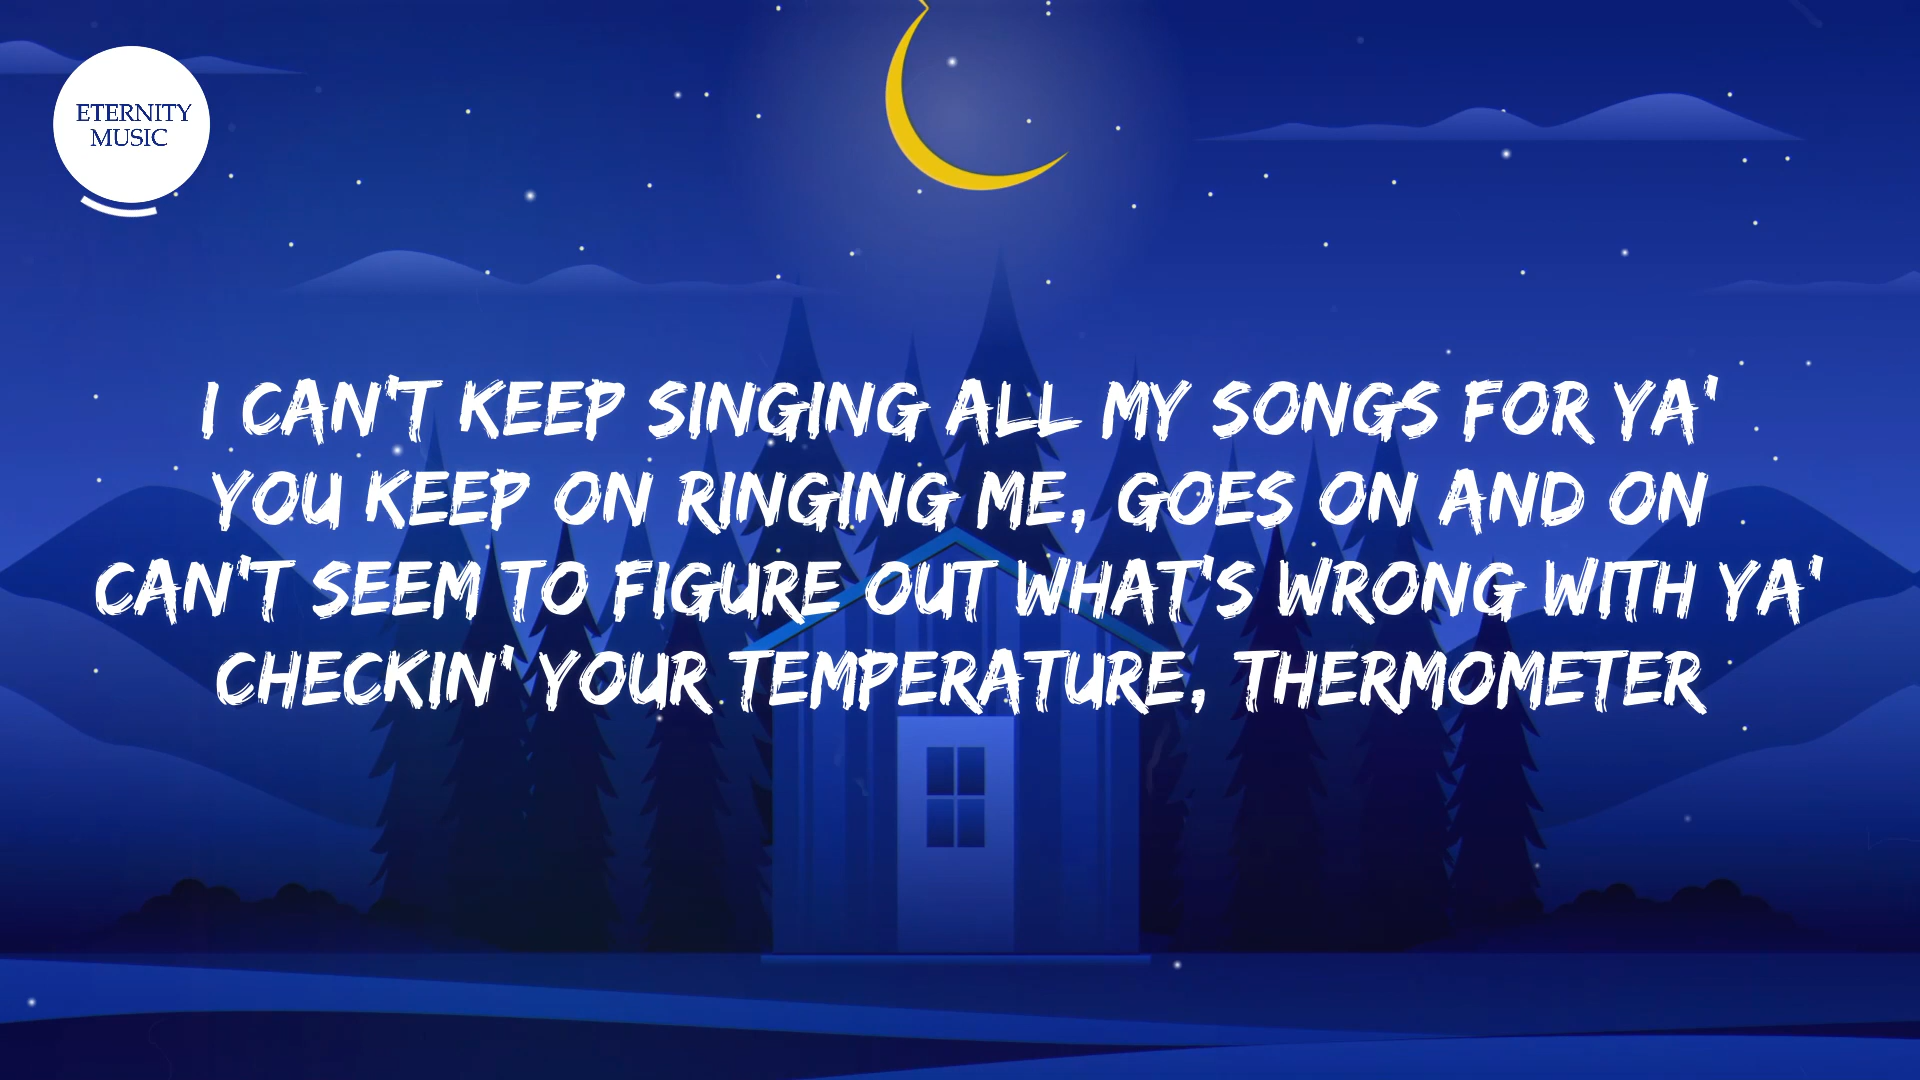 ETERNITY
MUSIC
I CAN'T KEEP SINGING ALL MY SONGS FOR YA'
YOU KEEP ON RINGING ME, GOES ON AND ON
CAN'T SEEM TO FIGURE OUT WHAT'S WRONG WITH YA'
CHECKIN' YOUR TEMPERATURE, THERMOMETER